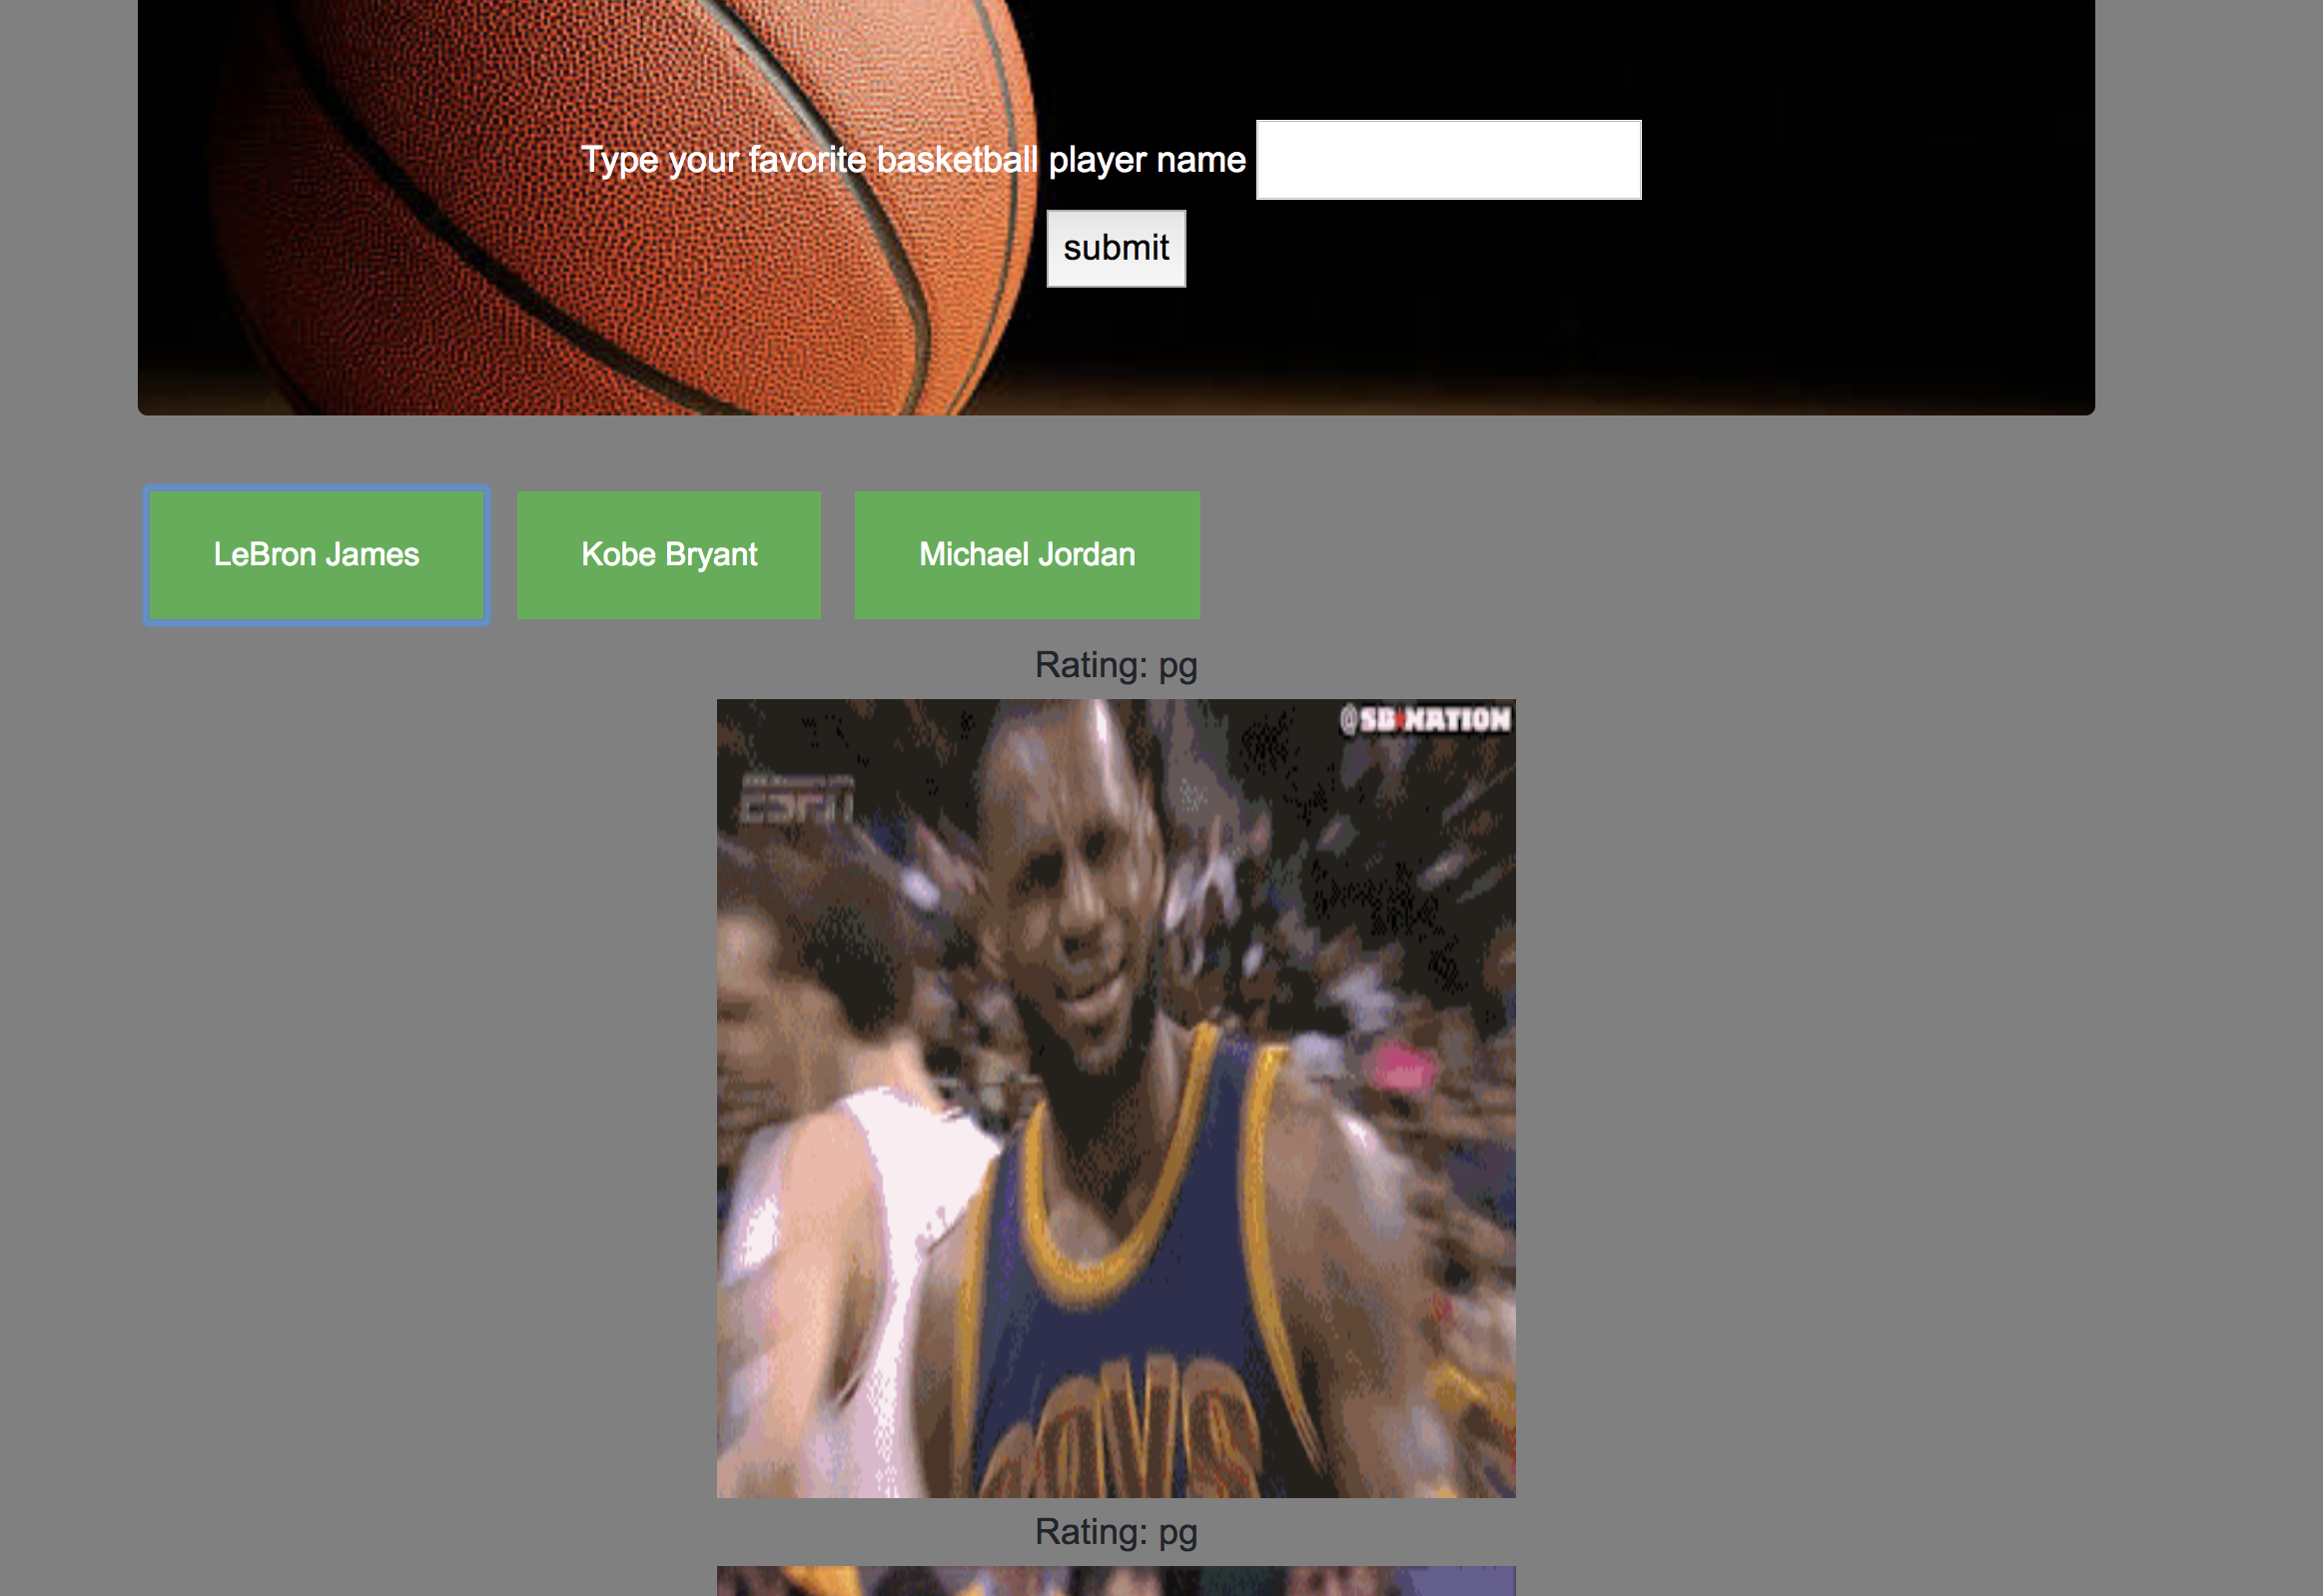 Type your favorite basketball player name
submit
LeBron James
Kobe Bryant
Michael Jordan
Rating: pg
@SB★NATION
ESPN
CAVS
Rating: pg